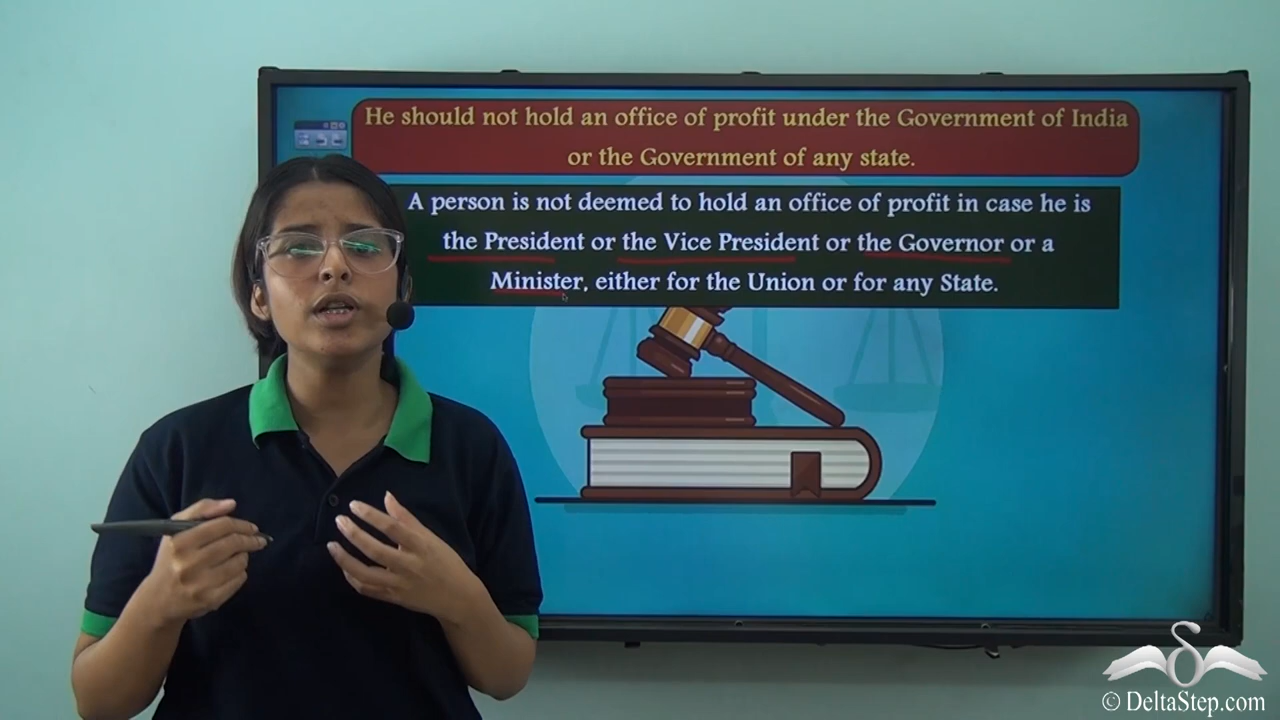 He should not hold an office of profit under the Government of India
or the Government of any state.
A person is not deemed to hold an office of profit in case he is
the President or the Vice President or the Governor or a
Minister, either for the Union or for any State.
© DeltaStep.com